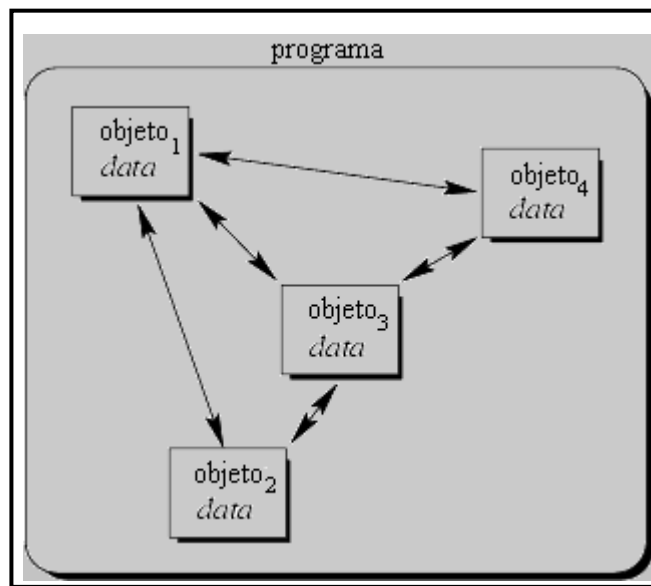 programa
objeto1
data
objeto4
data
objeto3
data
objeto2
data